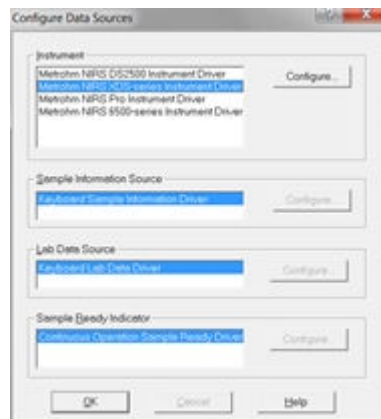 Configure Data Sources
Instrument
Metrohm NIRS DS2500 Instrument Driver
Metrohm NIRS XDS-series Instrument Driver
Metrohm NIRS Pro Instrument Driver
Metrohm NIRS 6500-series Instrument Driver
Configure...
Sample Information Source
Keyboard Sample Information Driver
Configure...
Lab Data Source
Keyboard Lab Data Driver
Configure...
Sample Ready Indicator
Continuous Operation Sample Ready Driver
Configure...
OK
Cancel
Help